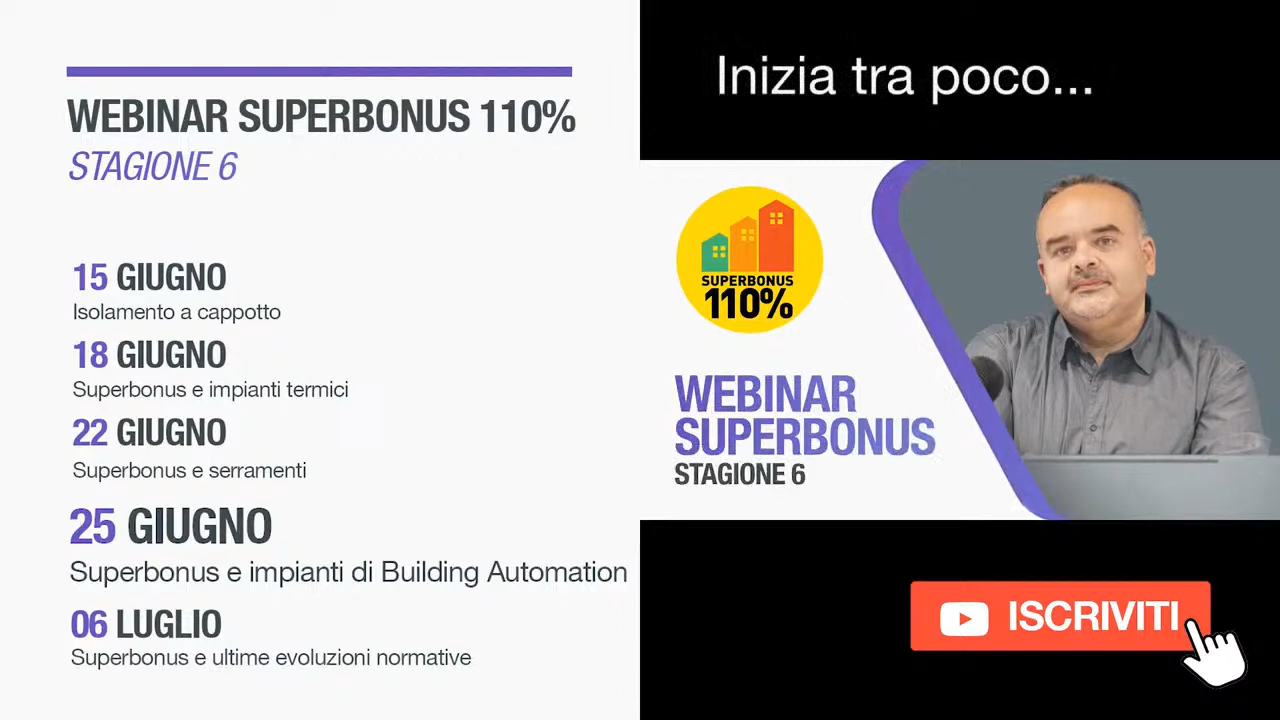 WEBINAR SUPERBONUS 110%
STAGIONE 6
15 GIUGNO
Isolamento a cappotto
18 GIUGNO
Superbonus e impianti termici
22 GIUGNO
Superbonus e serramenti
25 GIUGNO
Superbonus e impianti di Building Automation
06 LUGLIO
Superbonus e ultime evoluzioni normative
Inizia tra poco...
SUPERBONUS
110%
WEBINAR
SUPERBONUS
STAGIONE 6
ISCRIVITI